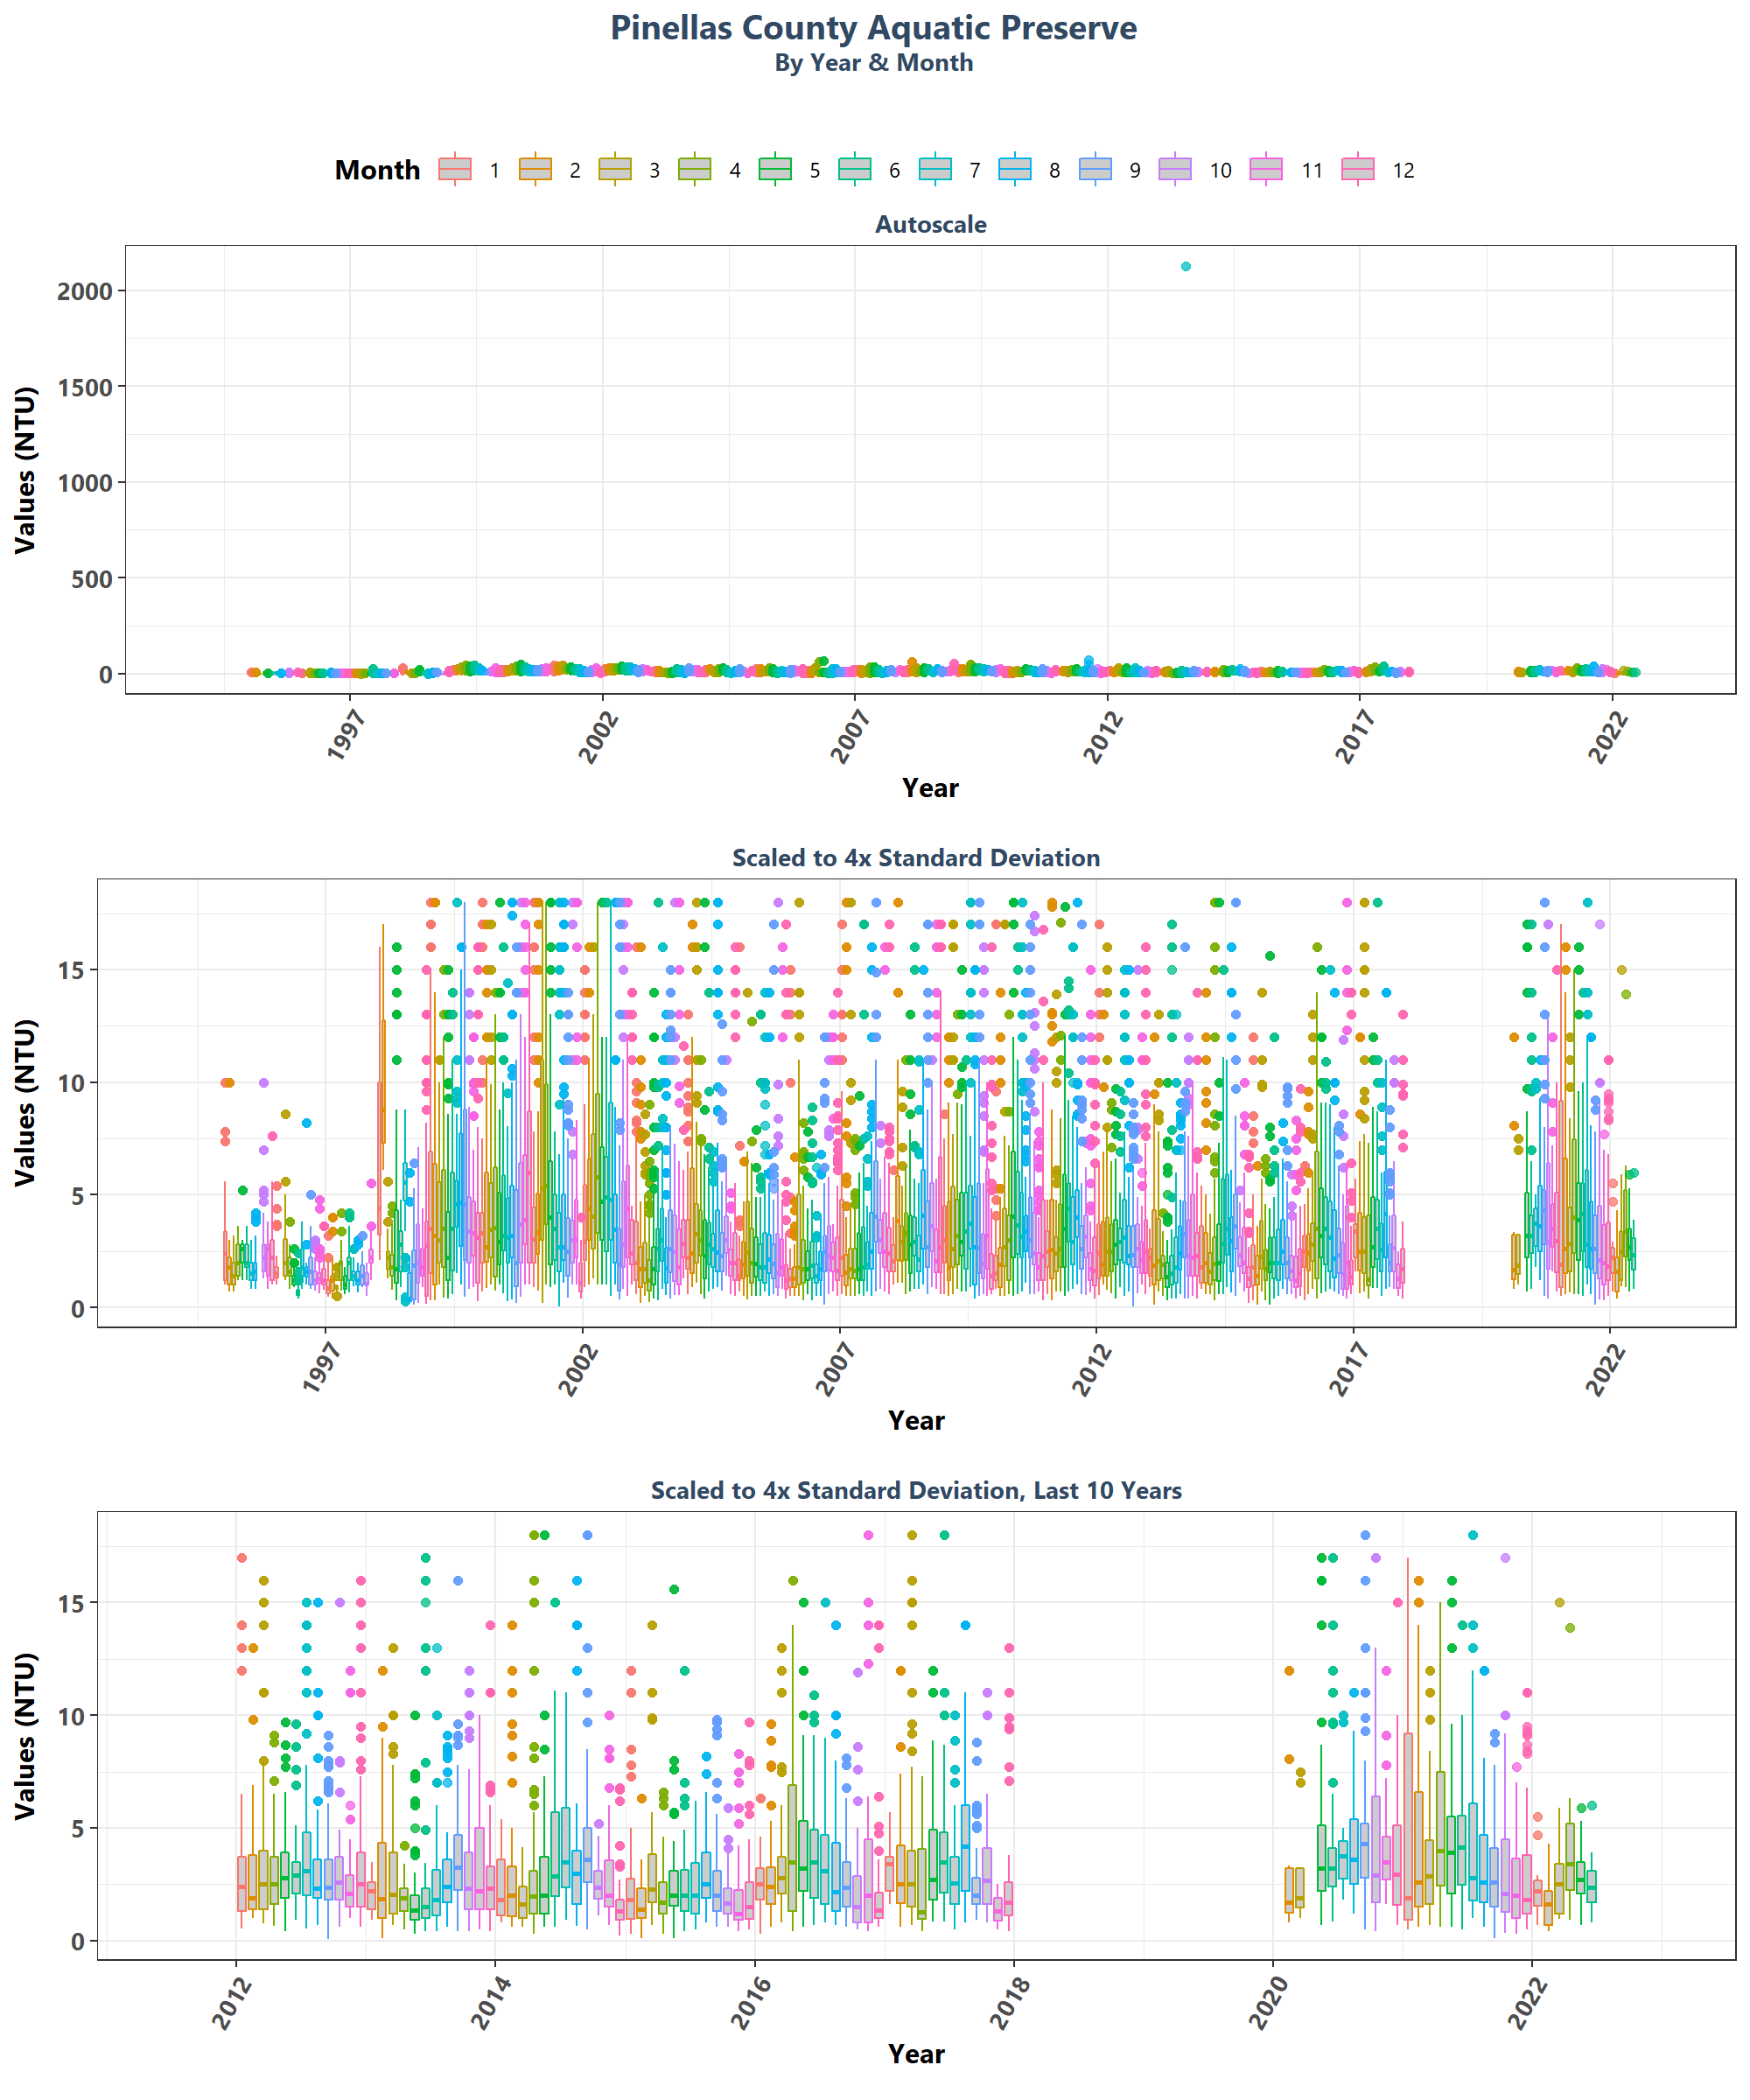 Pinellas County Aquatic Preserve
By Year & Month
Month 1 2 3 4 5 6 7 8 9 10 11 12
Autoscale
Values (NTU)
2000
1500
1000
500
0
1997 2002 2007 2012 2017 2022
Year
Scaled to 4x Standard Deviation
Values (NTU)
15
10
5
0
1997 2002 2007 2012 2017 2022
Year
Scaled to 4x Standard Deviation, Last 10 Years
Values (NTU)
15
10
5
0
2012 2014 2016 2018 2020 2022
Year